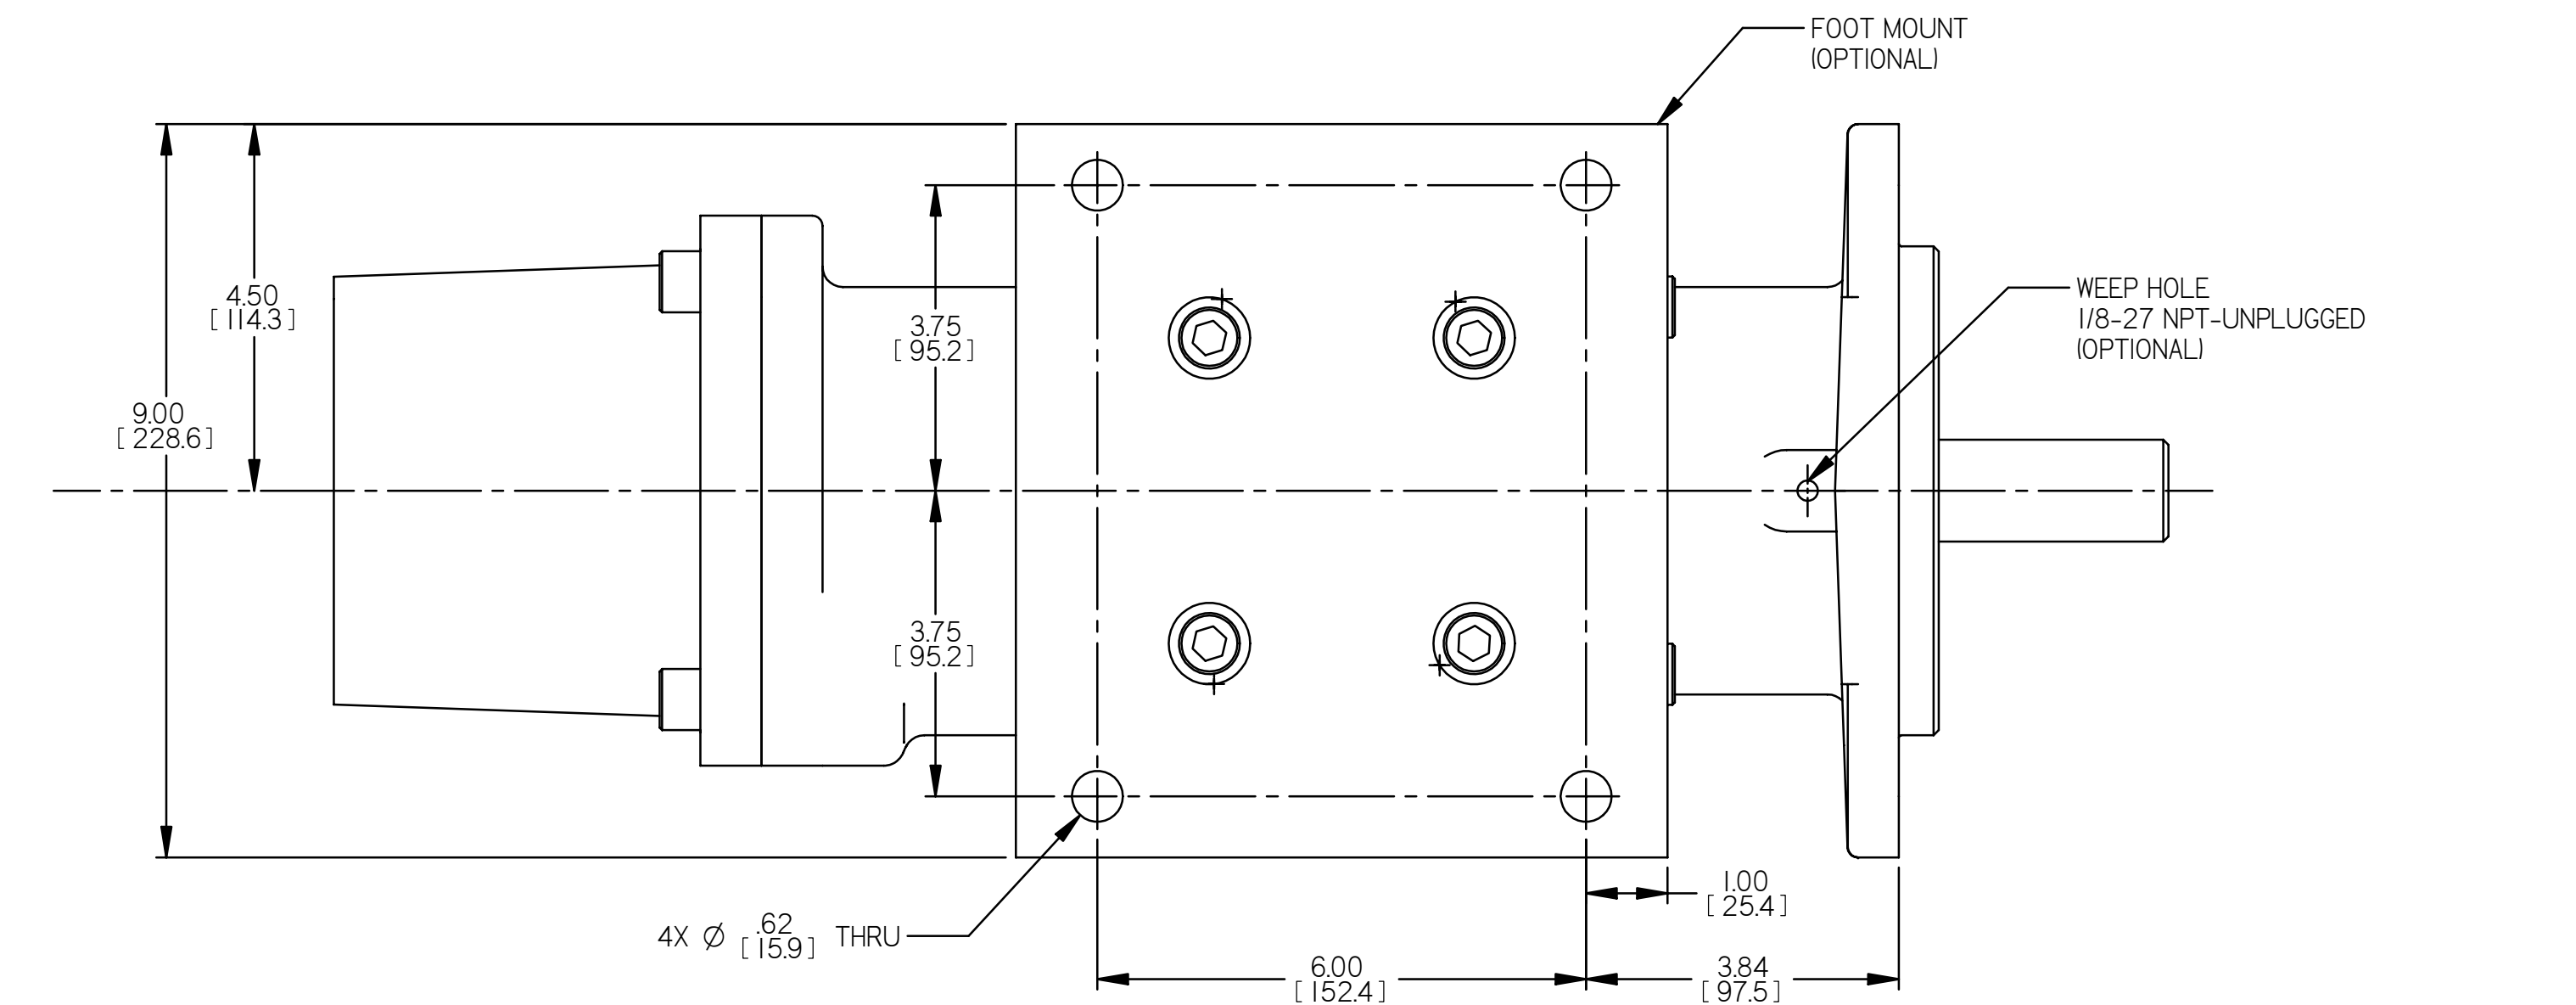 FOOT MOUNT
(OPTIONAL)
4.50
[114.3]
3.75
[95.2]
WEEP HOLE
1/8-27 NPT-UNPLUGGED
(OPTIONAL)
9.00
[228.6]
3.75
[95.2]
1.00
[25.4]
4X Ø .62 THRU
[15.9]
6.00
[152.4]
3.84
[97.5]